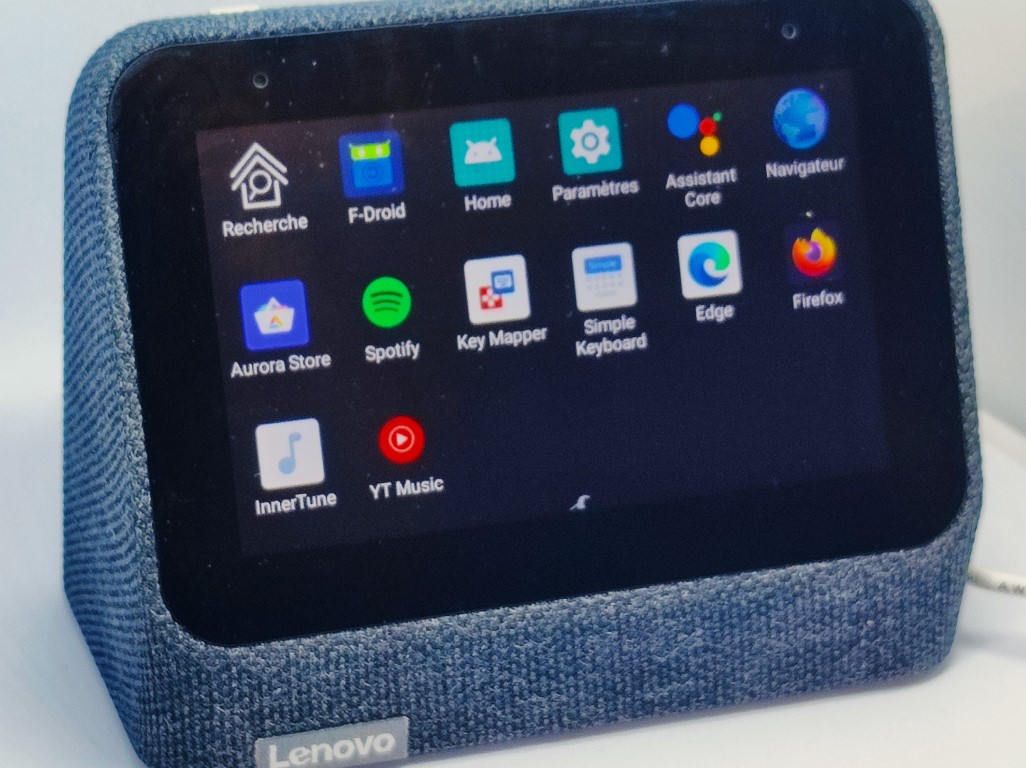 Recherche
F-Droid
Home
Paramètres
Assistant
Core
Navigateur
Aurora Store
Spotify
Key Mapper
Simple
Simple
Keyboard
Edge
Firefox
InnerTune
YT Music
Lenovo